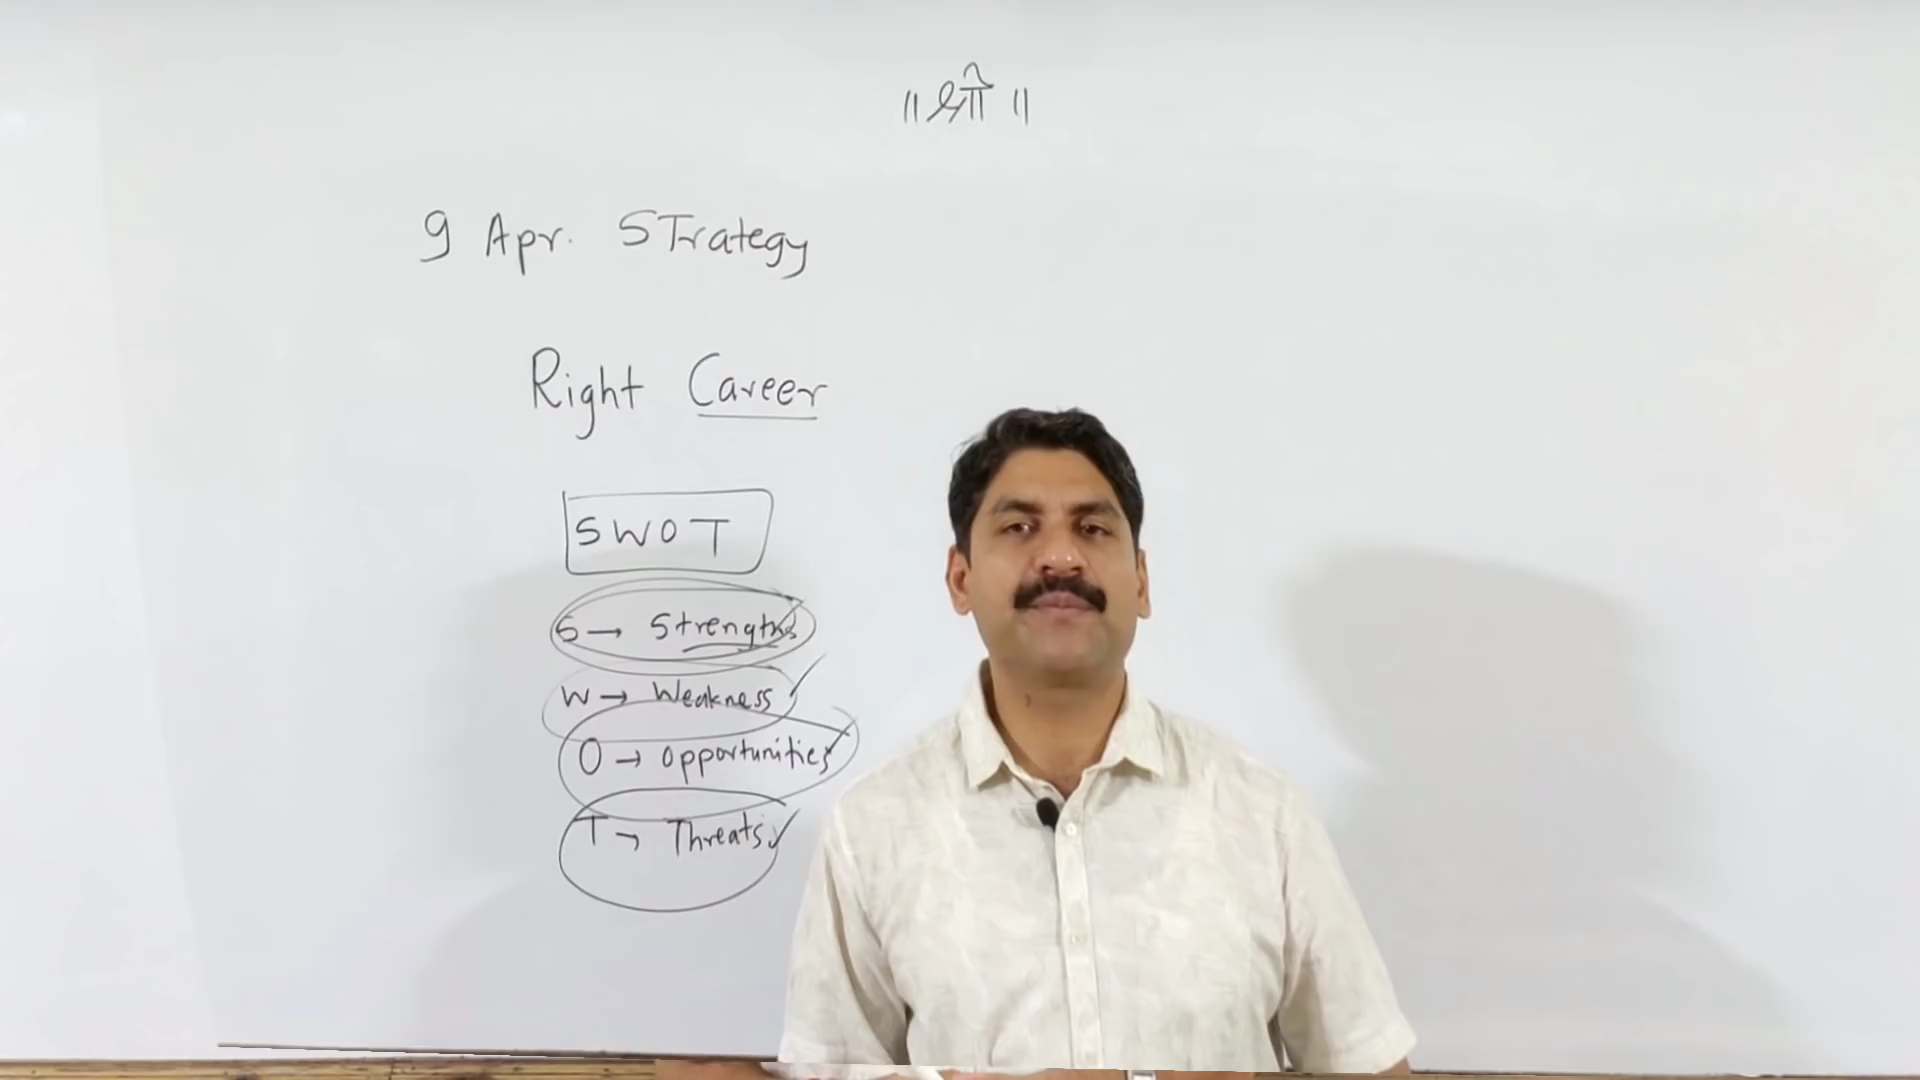 ॥ श्री ॥
9 Apr. STrategy
Right Career
SWOT
S → Strengths
W → Weakness
O → Opportunities
T → Threats